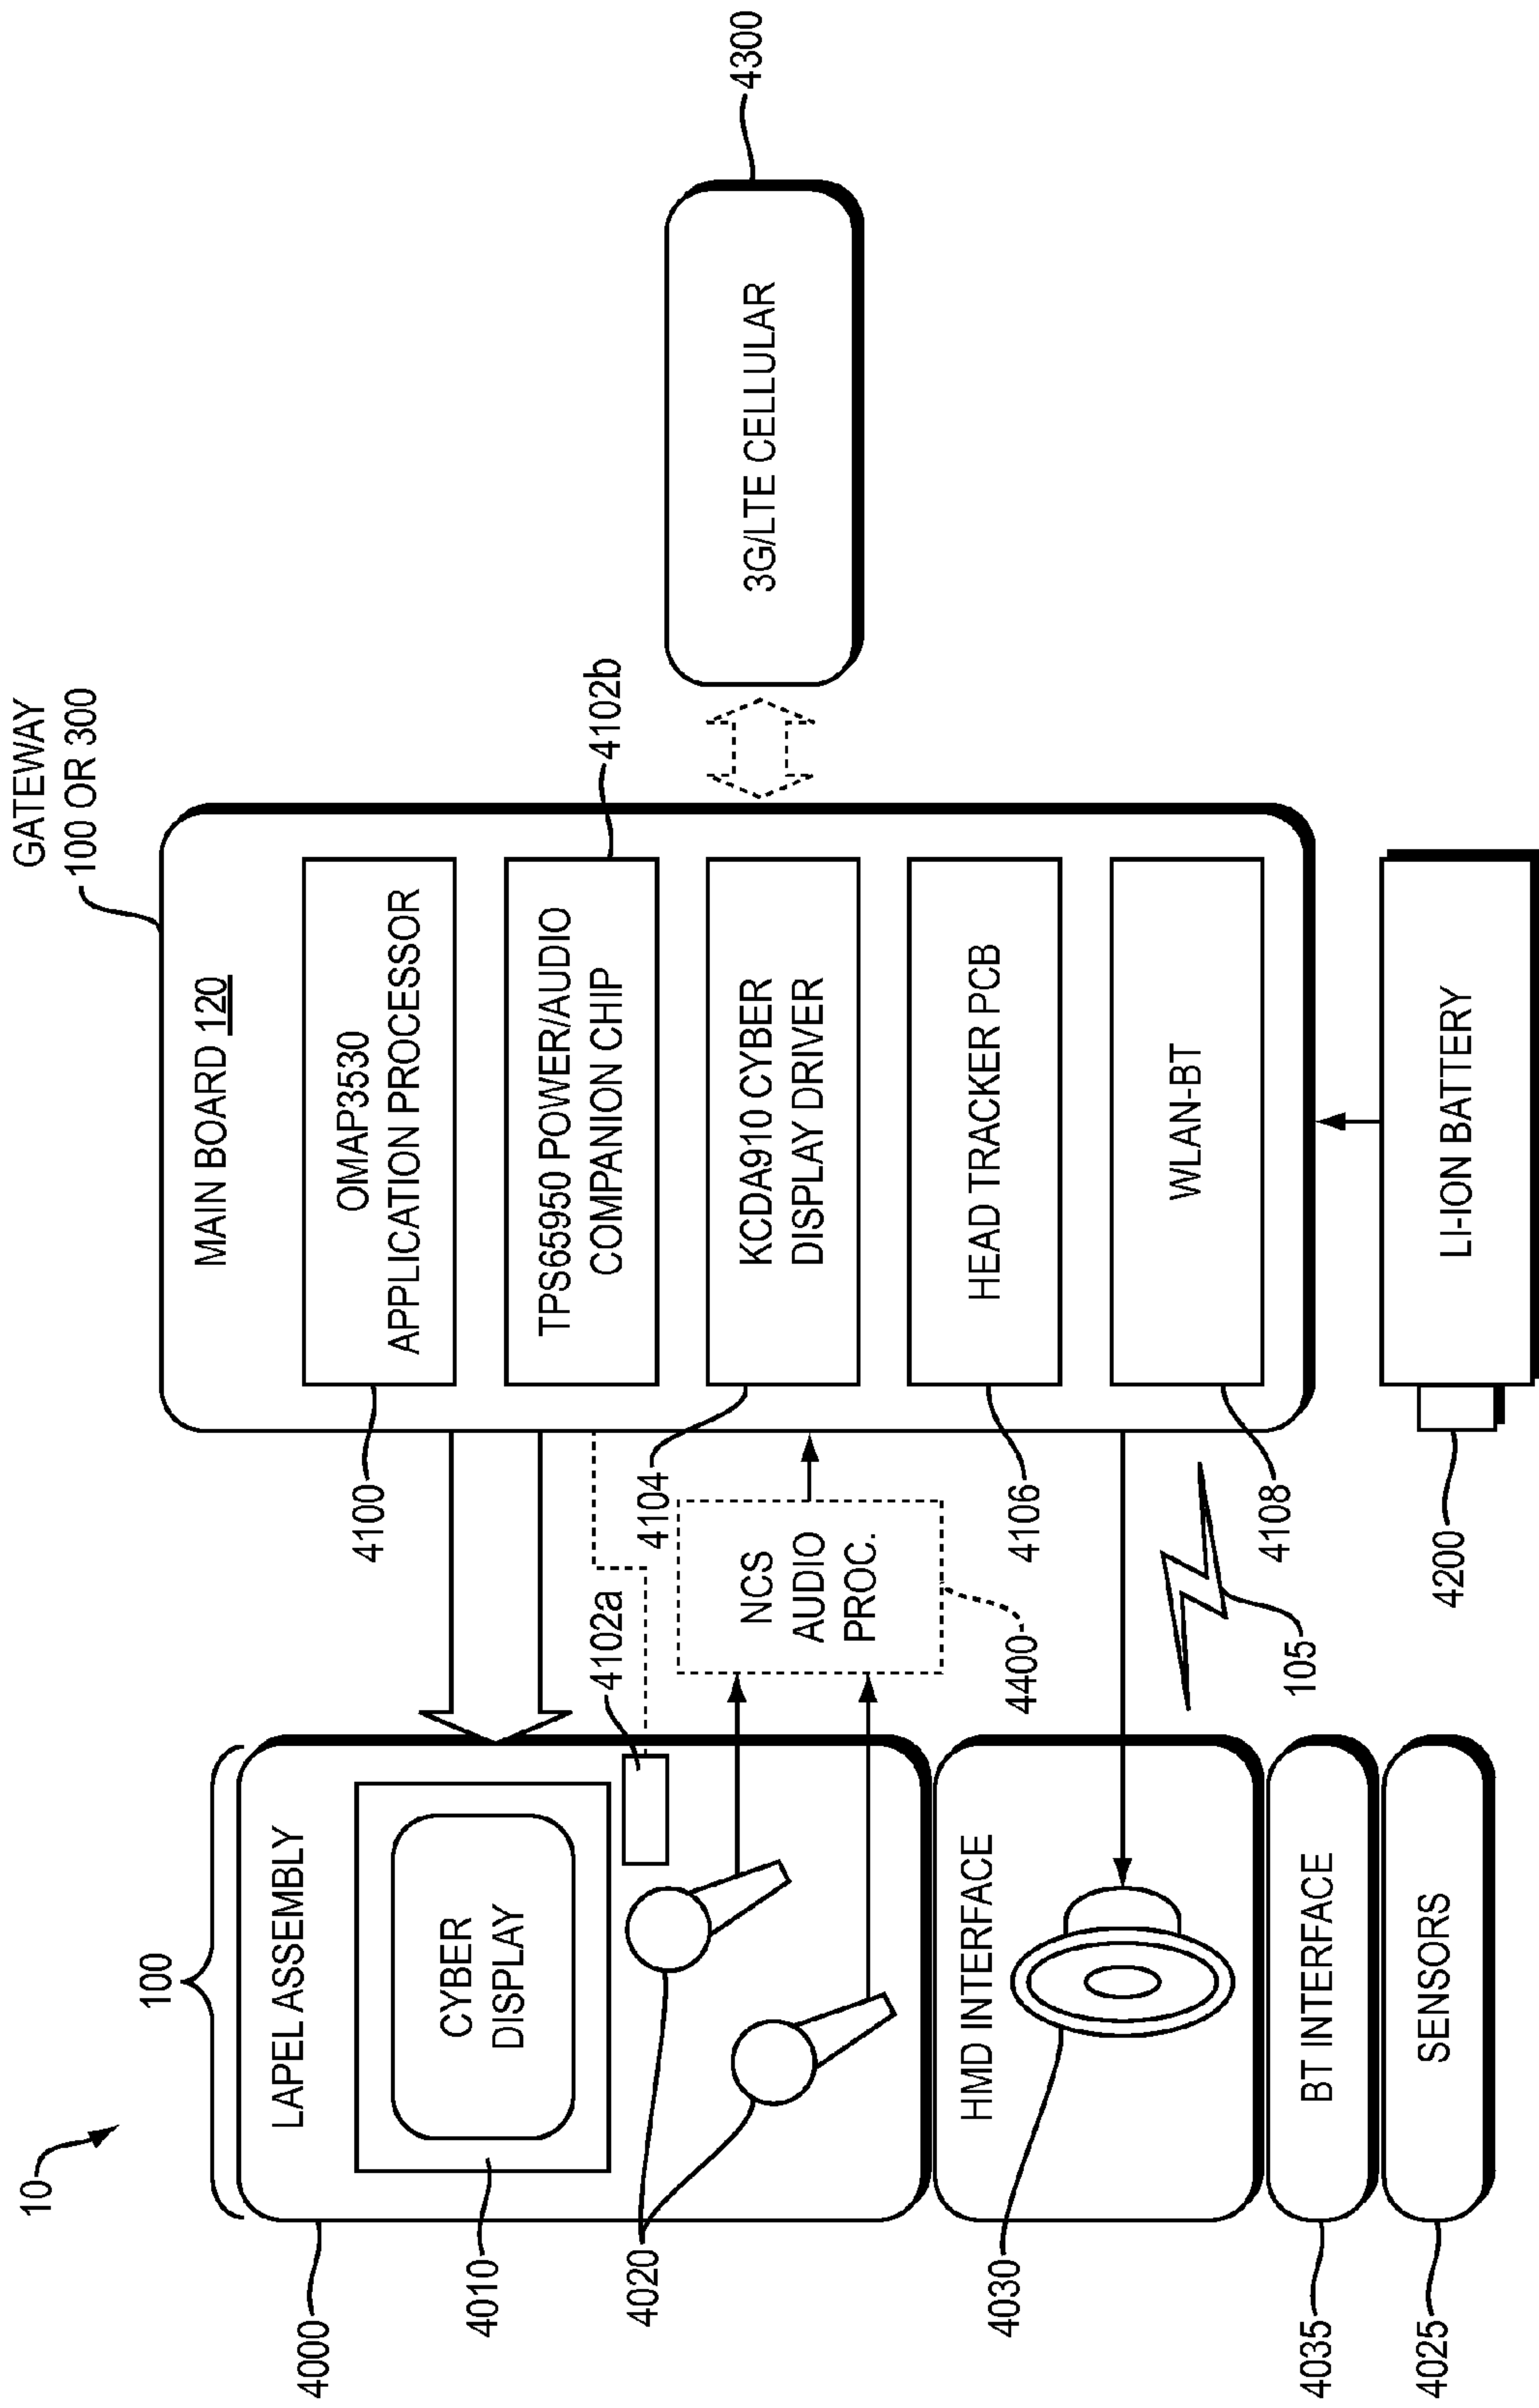 10
100
4000
LAPEL ASSEMBLY
4010
CYBER
DISPLAY
4020
4102a
HMD INTERFACE
4030
BT INTERFACE
4035
SENSORS
4025
NCS
AUDIO
PROC.
4400
105
GATEWAY
100 OR 300
MAIN BOARD 120
OMAP3530
APPLICATION PROCESSOR
4100
TPS65950 POWER/AUDIO
COMPANION CHIP
4102b
KCDA910 CYBER
DISPLAY DRIVER
4104
HEAD TRACKER PCB
4106
WLAN-BT
4108
LI-ION BATTERY
4200
3G/LTE CELLULAR
4300